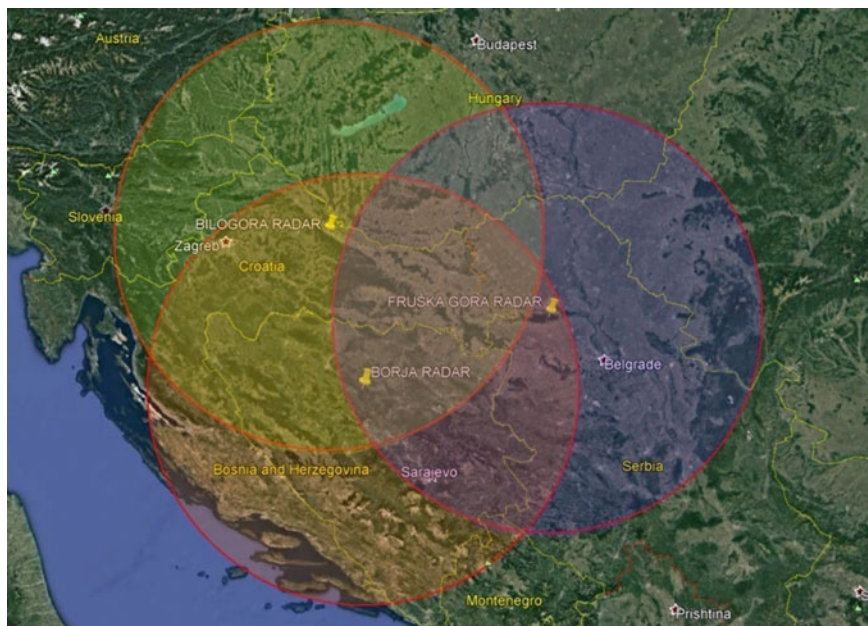 Austria
Budapest
Hungary
Slovenia
BILOGORA RADAR
Zagreb
Croatia
FRUŠKA GORA RADAR
BORJA RADAR
Belgrade
Bosnia and Herzegovina
Sarajevo
Serbia
Montenegro
Prishtina
S